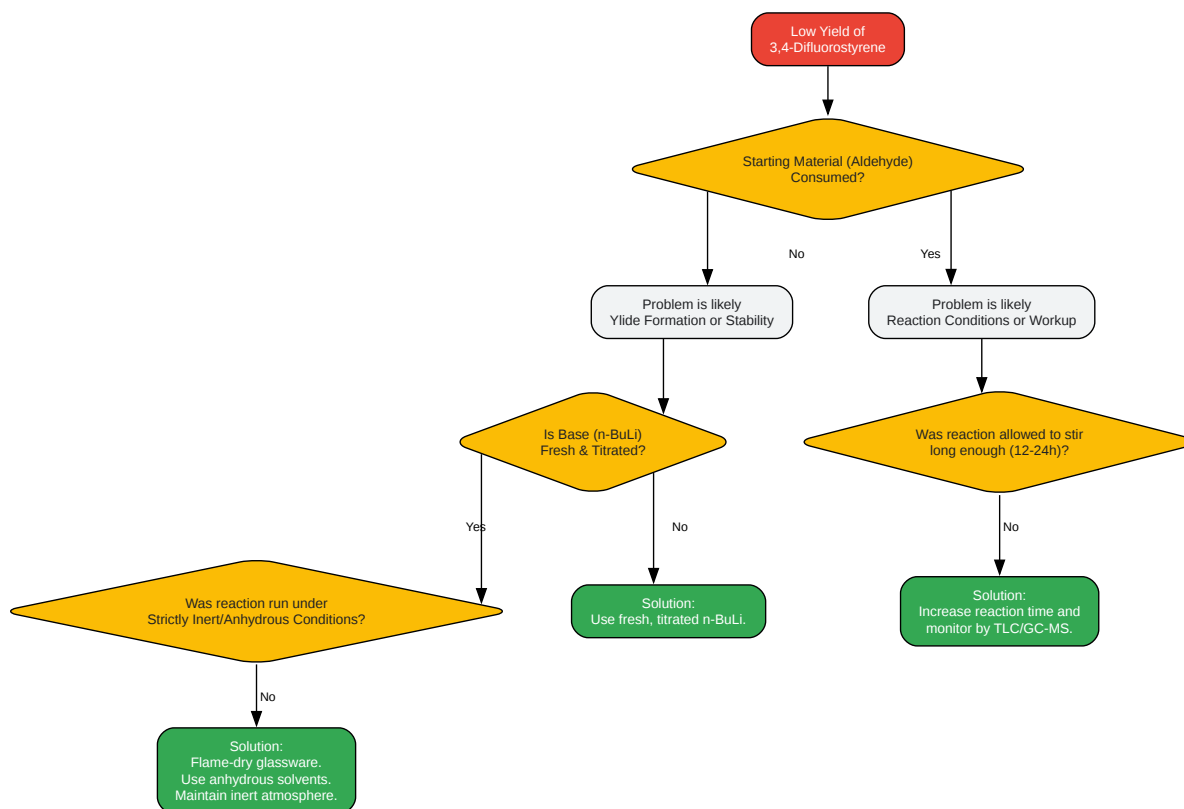 Low Yield of
3,4-Difluorostyrene
Starting Material (Aldehyde)
Consumed?
No
Yes
Problem is likely
Ylide Formation or Stability
Problem is likely
Reaction Conditions or Workup
Is Base (n-BuLi)
Fresh & Titrated?
Was reaction allowed to stir
long enough (12-24h)?
Yes
No
No
Was reaction run under
Strictly Inert/Anhydrous Conditions?
Solution:
Use fresh, titrated n-BuLi.
Solution:
Increase reaction time and
monitor by TLC/GC-MS.
No
Solution:
Flame-dry glassware.
Use anhydrous solvents.
Maintain inert atmosphere.